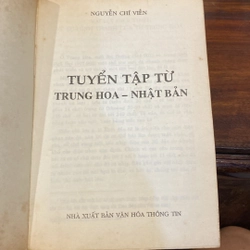 NGUYỄN CHÍ VIỄN
TUYỂN TẬP TỪ
TRUNG HOA – NHẬT BẢN
NHÀ XUẤT BẢN VĂN HÓA THÔNG TIN